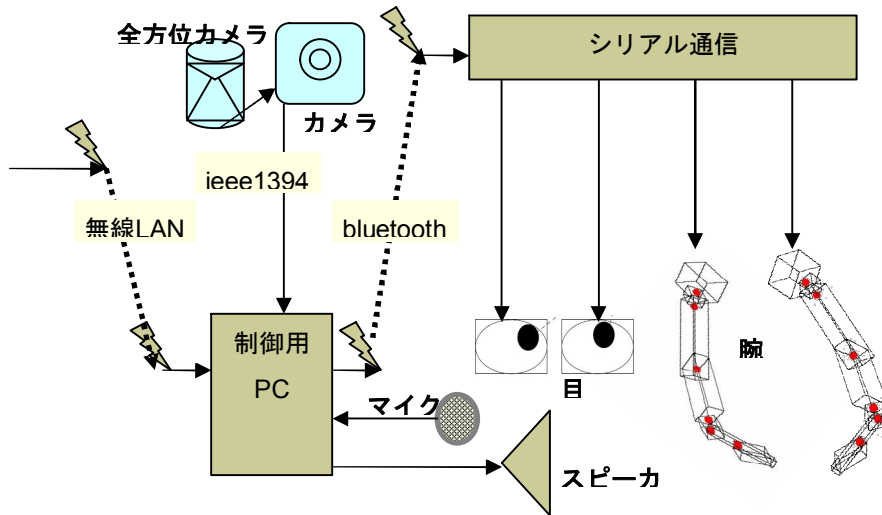 全方位カメラ
シリアル通信
カメラ
ieee1394
無線LAN
bluetooth
制御用
PC
腕
目
マイク
スピーカ